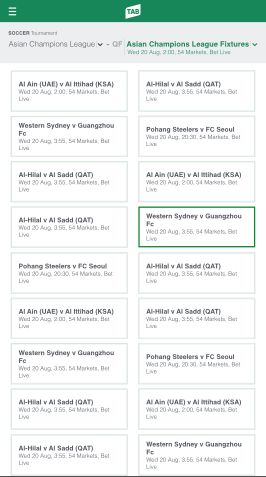 TAB
SOCCER Tournament
Asian Champions League - QF Asian Champions League Fixtures
Wed 20 Aug, 2:00, 54 Markets, Bet Live
Al Ain (UAE) v Al Ittihad (KSA)
Wed 20 Aug, 2:00, 54 Markets, Bet
Live
Al-Hilal v Al Sadd (QAT)
Wed 20 Aug, 3:55, 54 Markets, Bet
Live
Western Sydney v Guangzhou
Fc
Wed 20 Aug, 3:55, 54 Markets, Bet
Live
Pohang Steelers v FC Seoul
Wed 20 Aug, 20:30, 54 Markets, Bet
Live
Al-Hilal v Al Sadd (QAT)
Wed 20 Aug, 3:55, 54 Markets, Bet
Live
Al Ain (UAE) v Al Ittihad (KSA)
Wed 20 Aug, 2:00, 54 Markets, Bet
Live
Al-Hilal v Al Sadd (QAT)
Wed 20 Aug, 3:55, 54 Markets, Bet
Live
Western Sydney v Guangzhou
Fc
Wed 20 Aug, 3:55, 54 Markets, Bet
Live
Pohang Steelers v FC Seoul
Wed 20 Aug, 20:30, 54 Markets, Bet
Live
Al-Hilal v Al Sadd (QAT)
Wed 20 Aug, 3:55, 54 Markets, Bet
Live
Al Ain (UAE) v Al Ittihad (KSA)
Wed 20 Aug, 2:00, 54 Markets, Bet
Live
Al-Hilal v Al Sadd (QAT)
Wed 20 Aug, 3:55, 54 Markets, Bet
Live
Western Sydney v Guangzhou
Fc
Wed 20 Aug, 3:55, 54 Markets, Bet
Live
Pohang Steelers v FC Seoul
Wed 20 Aug, 20:30, 54 Markets, Bet
Live
Al-Hilal v Al Sadd (QAT)
Wed 20 Aug, 3:55, 54 Markets, Bet
Live
Al Ain (UAE) v Al Ittihad (KSA)
Wed 20 Aug, 2:00, 54 Markets, Bet
Live
Al-Hilal v Al Sadd (QAT)
Wed 20 Aug, 3:55, 54 Markets, Bet
Live
Western Sydney v Guangzhou
Fc
Wed 20 Aug, 3:55, 54 Markets, Bet